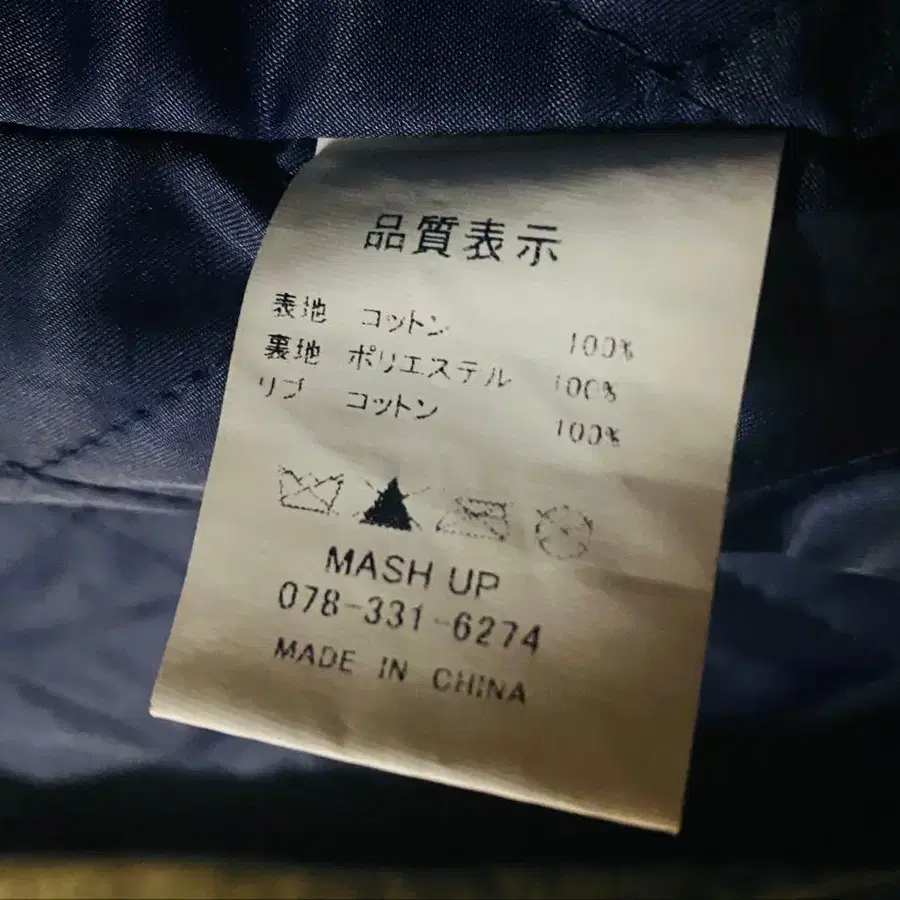 品質表示
表地 コットン 100%
裏地 ポリエステル 100%
リブ コットン 100%
MASH UP
078-331-6274
MADE IN CHINA